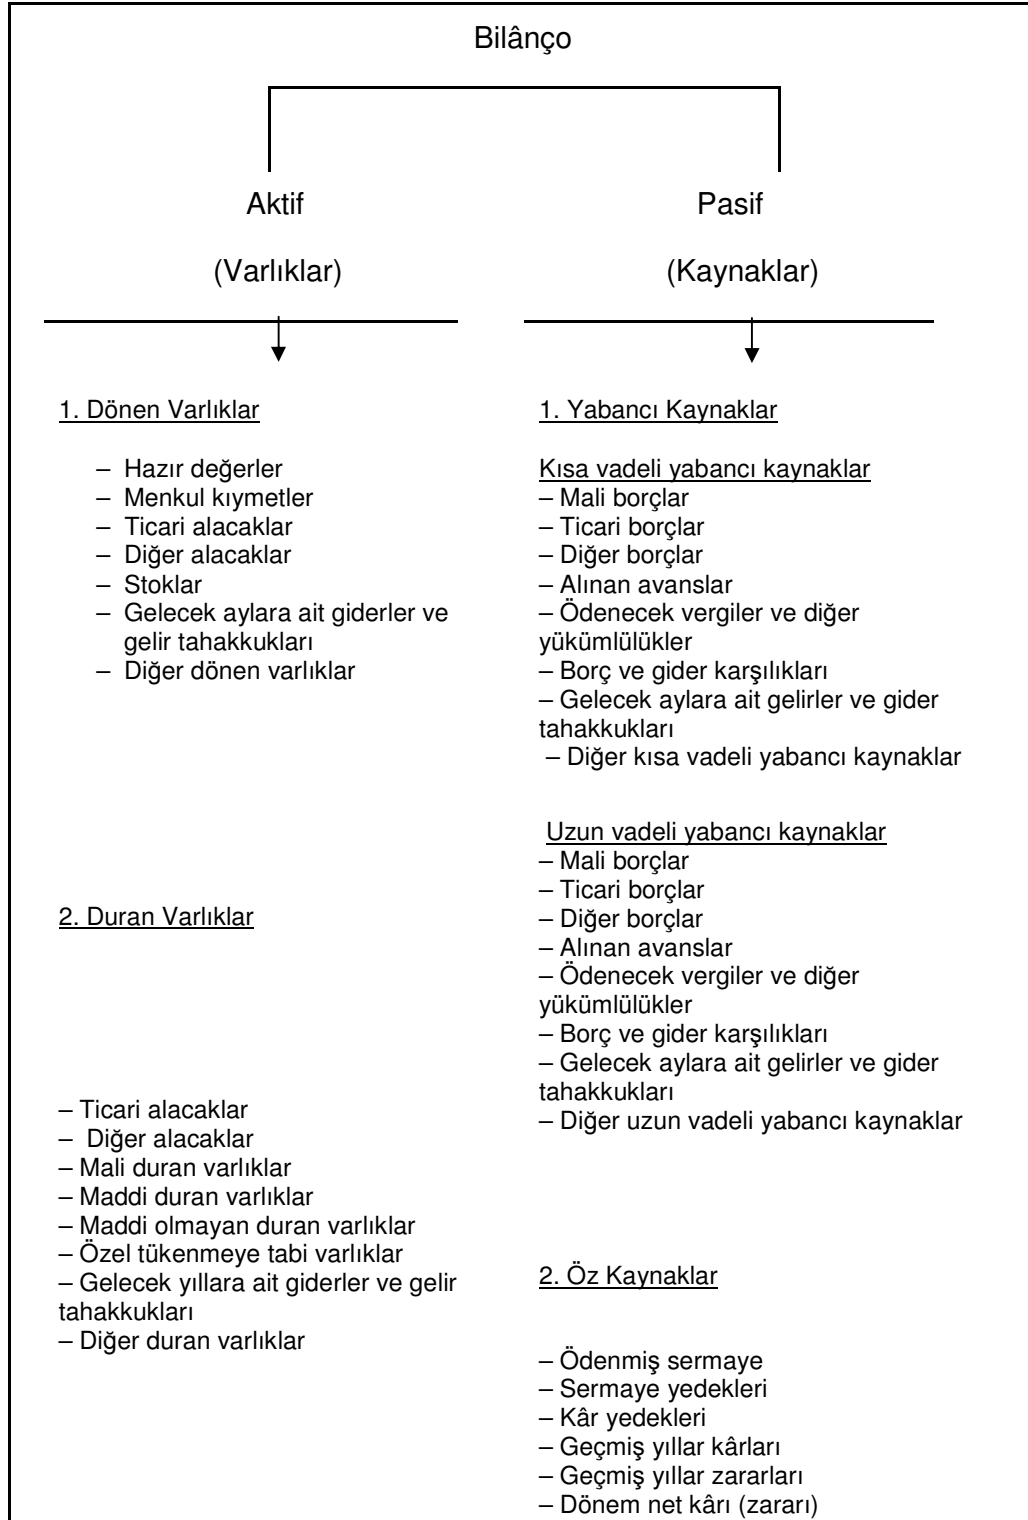 Bilânço
Aktif
(Varlıklar)
1. Dönen Varlıklar
– Hazır değerler
– Menkul kıymetler
– Ticari alacaklar
– Diğer alacaklar
– Stoklar
– Gelecek aylara ait giderler ve
gelir tahakkukları
– Diğer dönen varlıklar
2. Duran Varlıklar
– Ticari alacaklar
– Diğer alacaklar
– Mali duran varlıklar
– Maddi duran varlıklar
– Maddi olmayan duran varlıklar
– Özel tükenmeye tabi varlıklar
– Gelecek yıllara ait giderler ve gelir
tahakkukları
– Diğer duran varlıklar
Pasif
(Kaynaklar)
1. Yabancı Kaynaklar
Kısa vadeli yabancı kaynaklar
– Mali borçlar
– Ticari borçlar
– Diğer borçlar
– Alınan avanslar
– Ödenecek vergiler ve diğer
yükümlülükler
– Borç ve gider karşılıkları
– Gelecek aylara ait gelirler ve gider
tahakkukları
– Diğer kısa vadeli yabancı kaynaklar
Uzun vadeli yabancı kaynaklar
– Mali borçlar
– Ticari borçlar
– Diğer borçlar
– Alınan avanslar
– Ödenecek vergiler ve diğer
yükümlülükler
– Borç ve gider karşılıkları
– Gelecek aylara ait gelirler ve gider
tahakkukları
– Diğer uzun vadeli yabancı kaynaklar
2. Öz Kaynaklar
– Ödenmiş sermaye
– Sermaye yedekleri
– Kâr yedekleri
– Geçmiş yıllar kârları
– Geçmiş yıllar zararları
– Dönem net kârı (zararı)